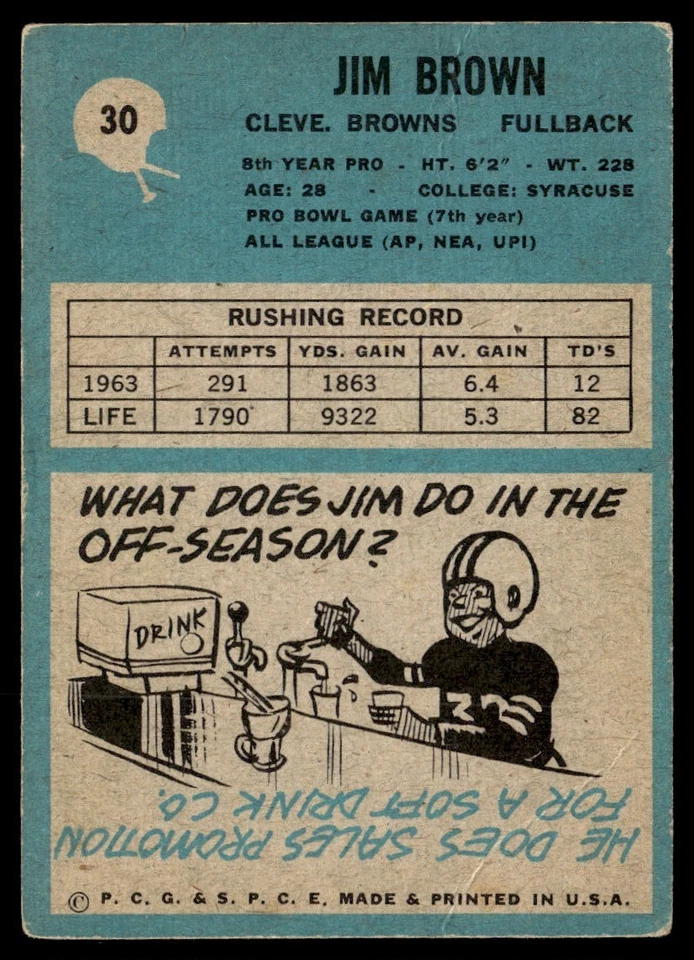 30
JIM BROWN
CLEVE. BROWNS FULLBACK
8th YEAR PRO - HT. 6'2" - WT. 228
AGE: 28 - COLLEGE: SYRACUSE
PRO BOWL GAME (7th year)
ALL LEAGUE (AP, NEA, UPI)
RUSHING RECORD
ATTEMPTS YDS. GAIN AV. GAIN TD'S
1963 291 1863 6.4 12
LIFE 1790 9322 5.3 82
WHAT DOES JIM DO IN THE
OFF-SEASON?
DRINK
HE DOES SALES PROMOTION
FOR A SOFT DRINK CO.
© P. C. G. & S. P. C. E. MADE & PRINTED IN U.S.A.